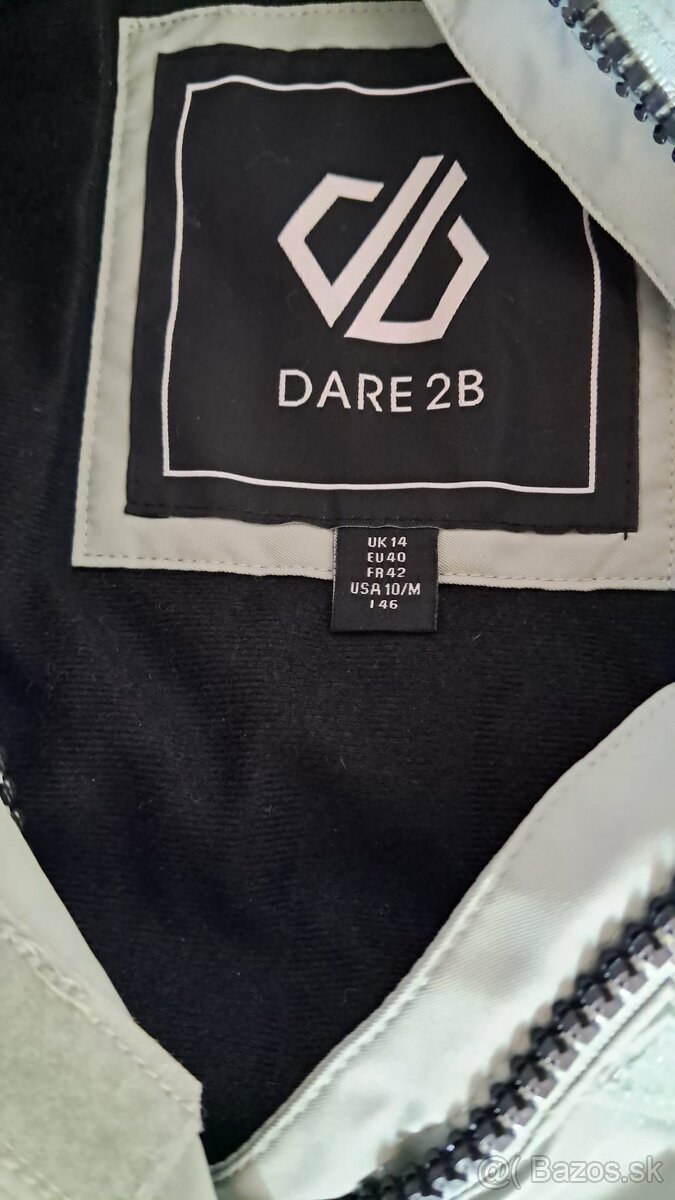 DARE 2B
UK 14
EU 40
FR 42
USA 10/M
I 46
@( Bazos.sk